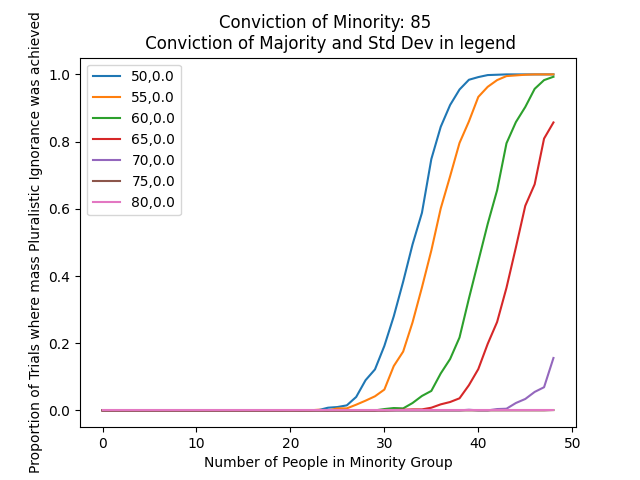 Conviction of Minority: 85
Conviction of Majority and Std Dev in legend
Proportion of Trials where mass Pluralistic Ignorance was achieved
1.0
0.8
0.6
0.4
0.2
0.0
50,0.0
55,0.0
60,0.0
65,0.0
70,0.0
75,0.0
80,0.0
0 10 20 30 40 50
Number of People in Minority Group